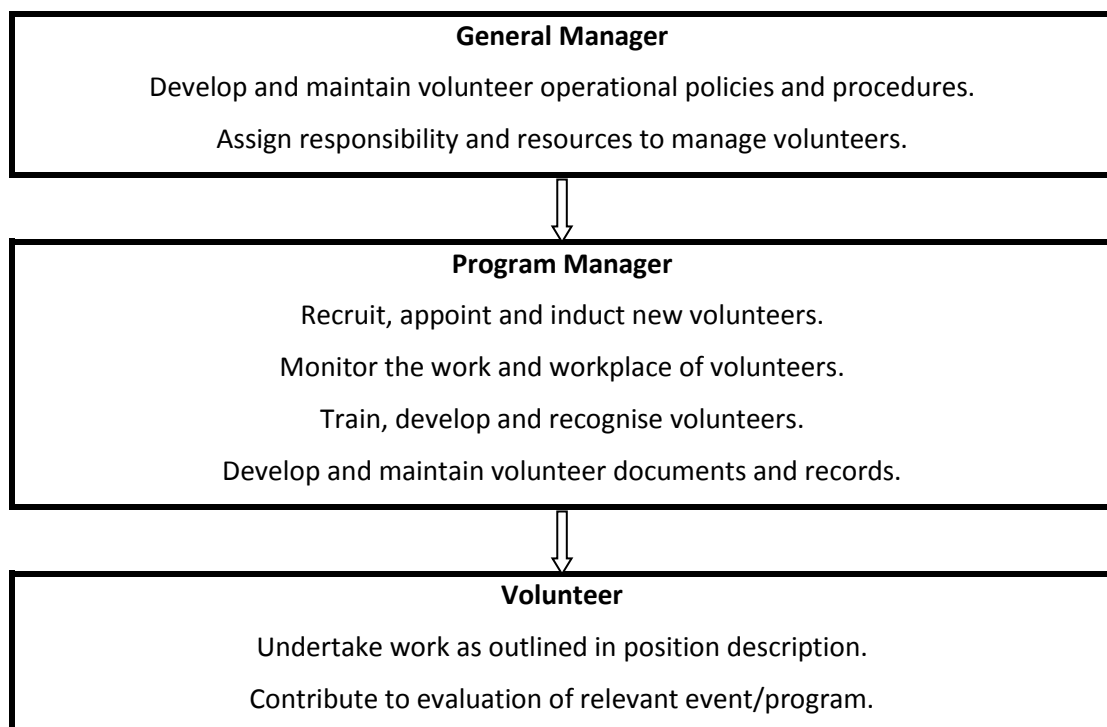 General Manager
Develop and maintain volunteer operational policies and procedures.
Assign responsibility and resources to manage volunteers.
Program Manager
Recruit, appoint and induct new volunteers.
Monitor the work and workplace of volunteers.
Train, develop and recognise volunteers.
Develop and maintain volunteer documents and records.
Volunteer
Undertake work as outlined in position description.
Contribute to evaluation of relevant event/program.